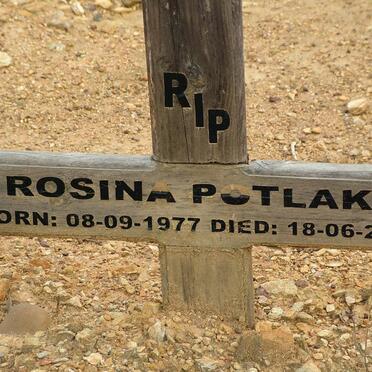 RIP
ROSINA POTLAK
ORN: 08-09-1977 DIED: 18-06-2